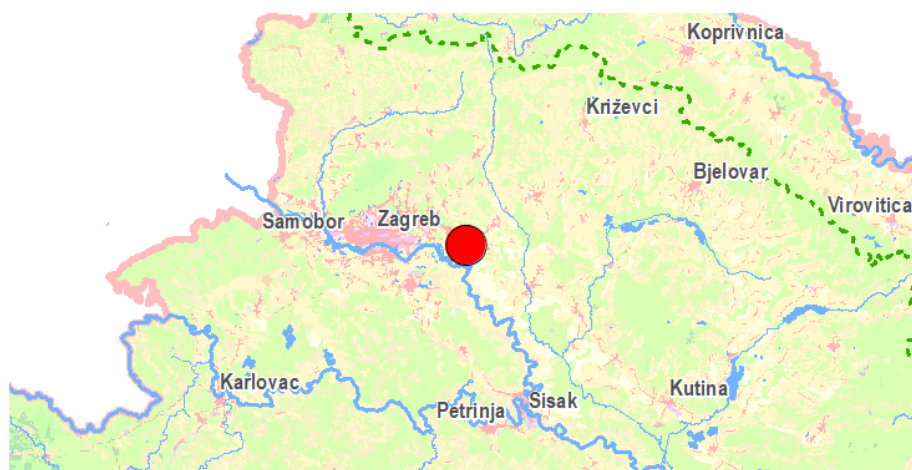 Koprivnica
Križevci
Bjelovar
Virovitica
Samobor
Zagreb
Karlovac
Petrinja
Sisak
Kutina